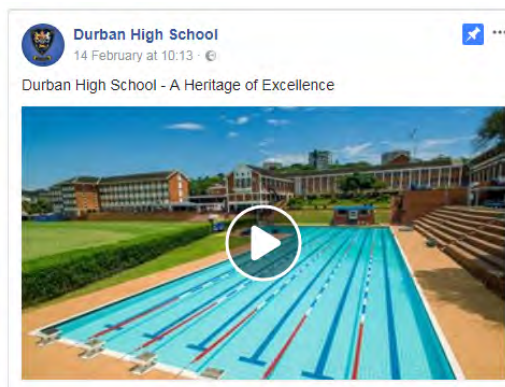 Durban High School
14 February at 10:13 ·
Durban High School - A Heritage of Excellence